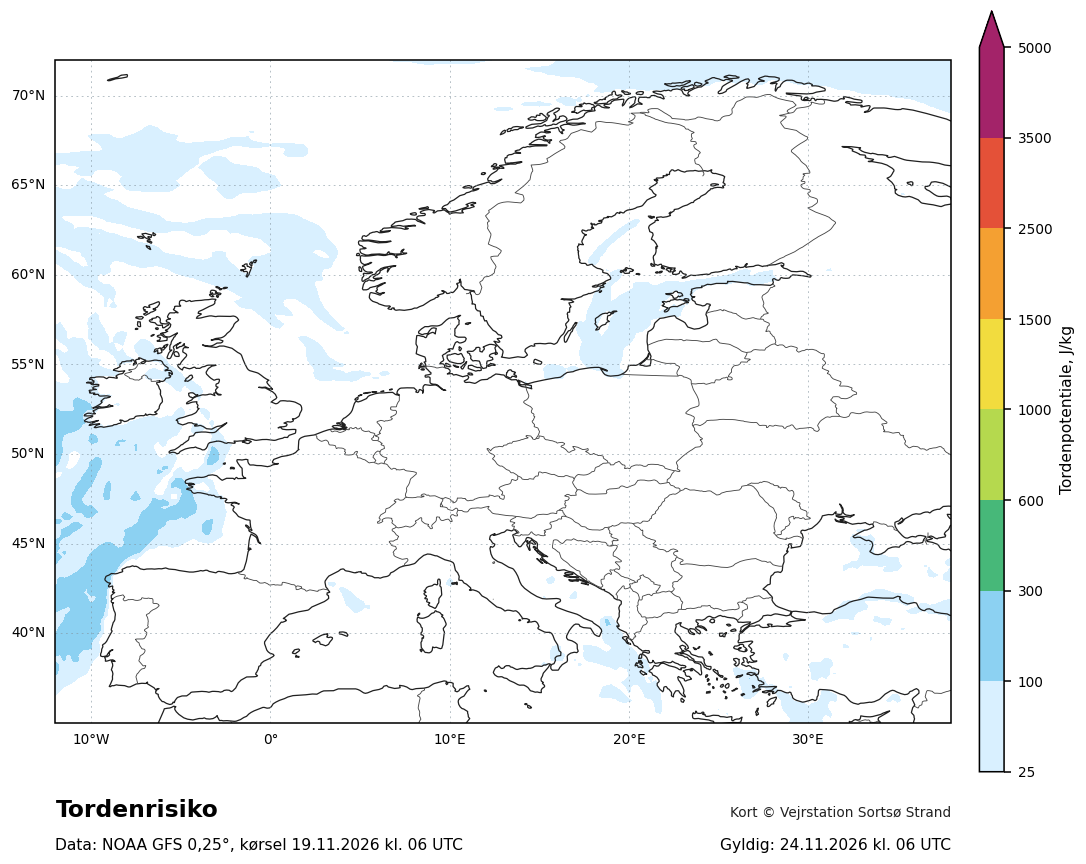 70°N
65°N
60°N
55°N
50°N
45°N
40°N
10°W
0°
10°E
20°E
30°E
5000
3500
2500
1500
1000
600
300
100
25
Tordenpotentiale, J/kg
Tordenrisiko
Kort © Vejrstation Sortsø Strand
Data: NOAA GFS 0,25°, kørsel 19.11.2026 kl. 06 UTC
Gyldig: 24.11.2026 kl. 06 UTC